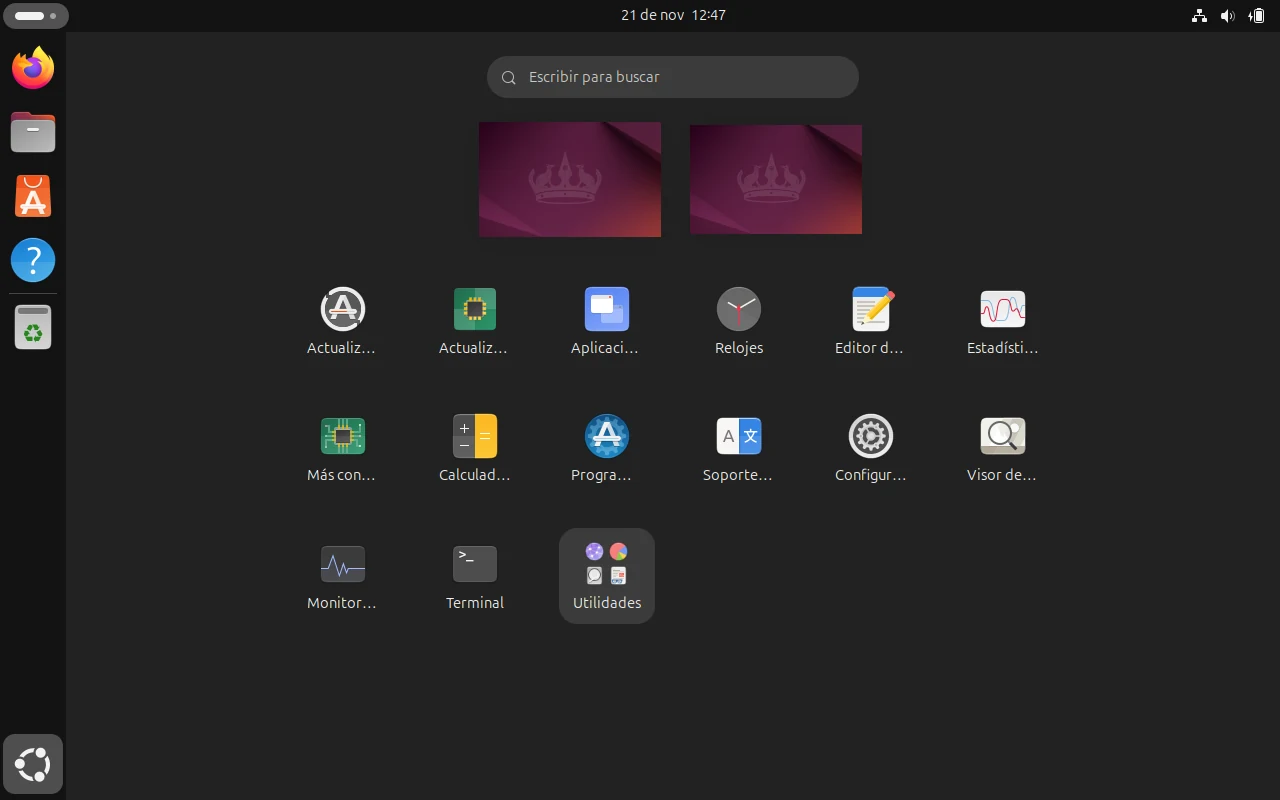 21 de nov 12:47
Escribir para buscar
Actualiz...
Actualiz...
Aplicaci...
Relojes
Editor d...
Estadísti...
Más con...
Calculad...
Progra...
Soporte...
Configur...
Visor de...
Monitor...
Terminal
Utilidades